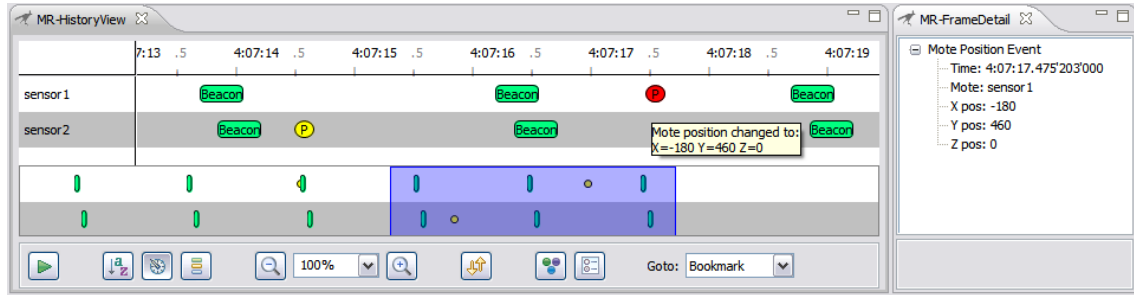 MR-HistoryView
7:13 .5 4:07:14 .5 4:07:15 .5 4:07:16 .5 4:07:17 .5 4:07:18 .5 4:07:19
sensor1 Beacon Beacon P Beacon
sensor2 Beacon P Beacon Beacon
Mote position changed to:
X=-180 Y=460 Z=0
a z 100% Goto: Bookmark
MR-FrameDetail
Mote Position Event
Time: 4:07:17.475'203'000
Mote: sensor1
X pos: -180
Y pos: 460
Z pos: 0